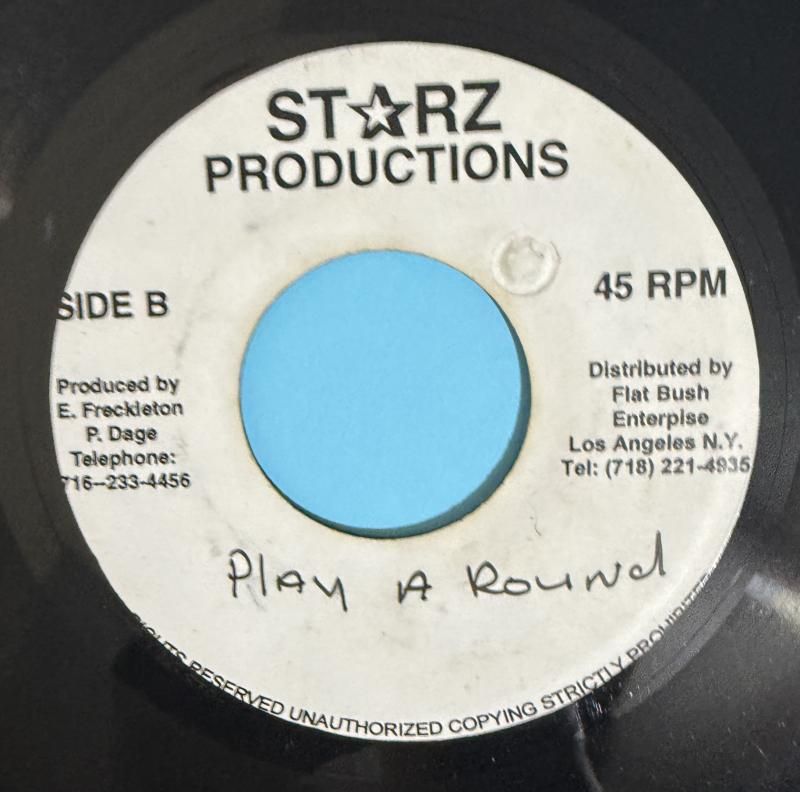 ST☆RZ
PRODUCTIONS
SIDE B
45 RPM
Produced by
E. Freckleton
P. Dage
Telephone:
716-233-4456
Distributed by
Flat Bush
Enterpise
Los Angeles N.Y.
Tel: (718) 221-4935
Play A Round
RESERVED UNAUTHORIZED COPYING STRICTLY